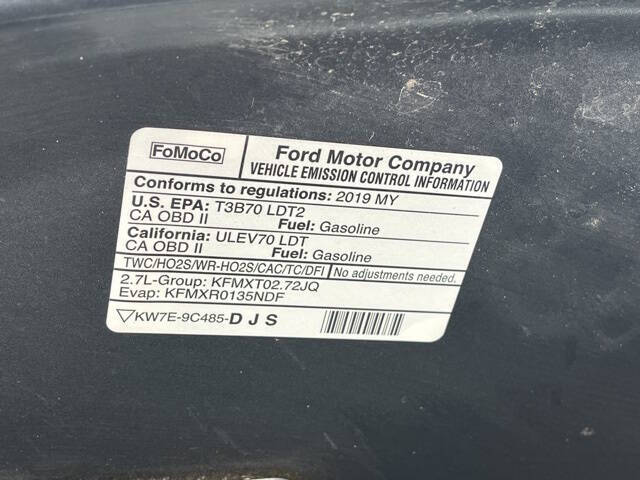 FoMoCo
Ford Motor Company
VEHICLE EMISSION CONTROL INFORMATION
Conforms to regulations: 2019 MY
U.S. EPA: T3B70 LDT2
CA OBD II Fuel: Gasoline
California: ULEV70 LDT
CA OBD II Fuel: Gasoline
TWC/HO2S/WR-HO2S/CAC/TC/DFI No adjustments needed.
2.7L-Group: KFMXT02.72JQ
Evap: KFMXR0135NDF
KW7E-9C485-D J S